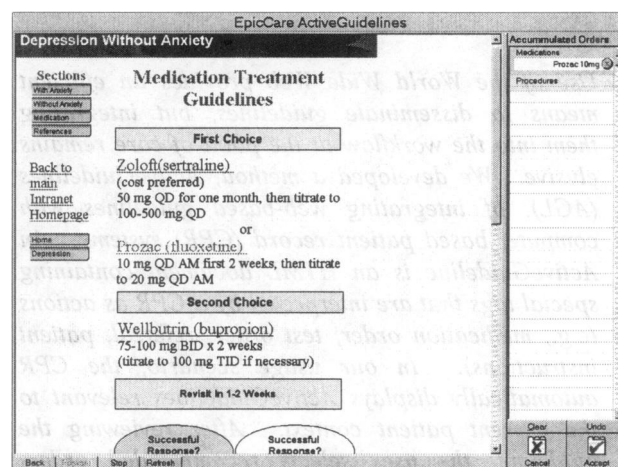 EpicCare ActiveGuidelines
Depression Without Anxiety
Sections
With Anxiety
Without Anxiety
Medication
References
Back to
main
Intranet
Homepage
Home
Depression
Medication Treatment
Guidelines
First Choice
Zoloft(sertraline)
(cost preferred)
50 mg QD for one month, then titrate to
100-500 mg QD
or
Prozac (fluoxetine)
10 mg QD AM first 2 weeks, then titrate
to 20 mg QD AM
Second Choice
Wellbutrin (bupropion)
75-100 mg BID x 2 weeks
(titrate to 100 mg TID if necessary)
Revisit In 1-2 Weeks
Successful
Response?
Successful
Response?
Accumulated Orders
Medications
Prozac 10mg
Procedures
Clear
Undo
Cancel
Accept
Back
Stop
Refresh